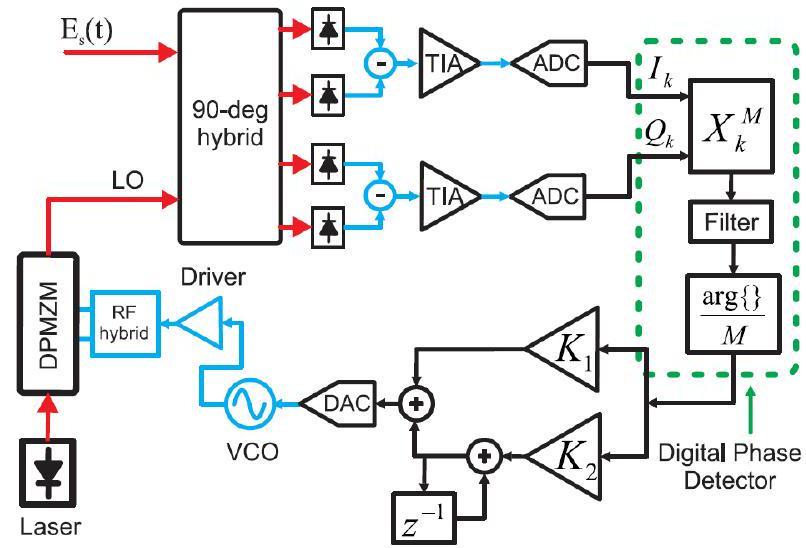 E_s(t)
90-deg
hybrid
LO
-
-
TIA
TIA
ADC
ADC
I_k
Q_k
X_k^M
Filter
arg{}
M
Digital Phase
Detector
K_1
K_2
+
+
z^{-1}
DAC
VCO
Driver
RF
hybrid
DPMZM
Laser